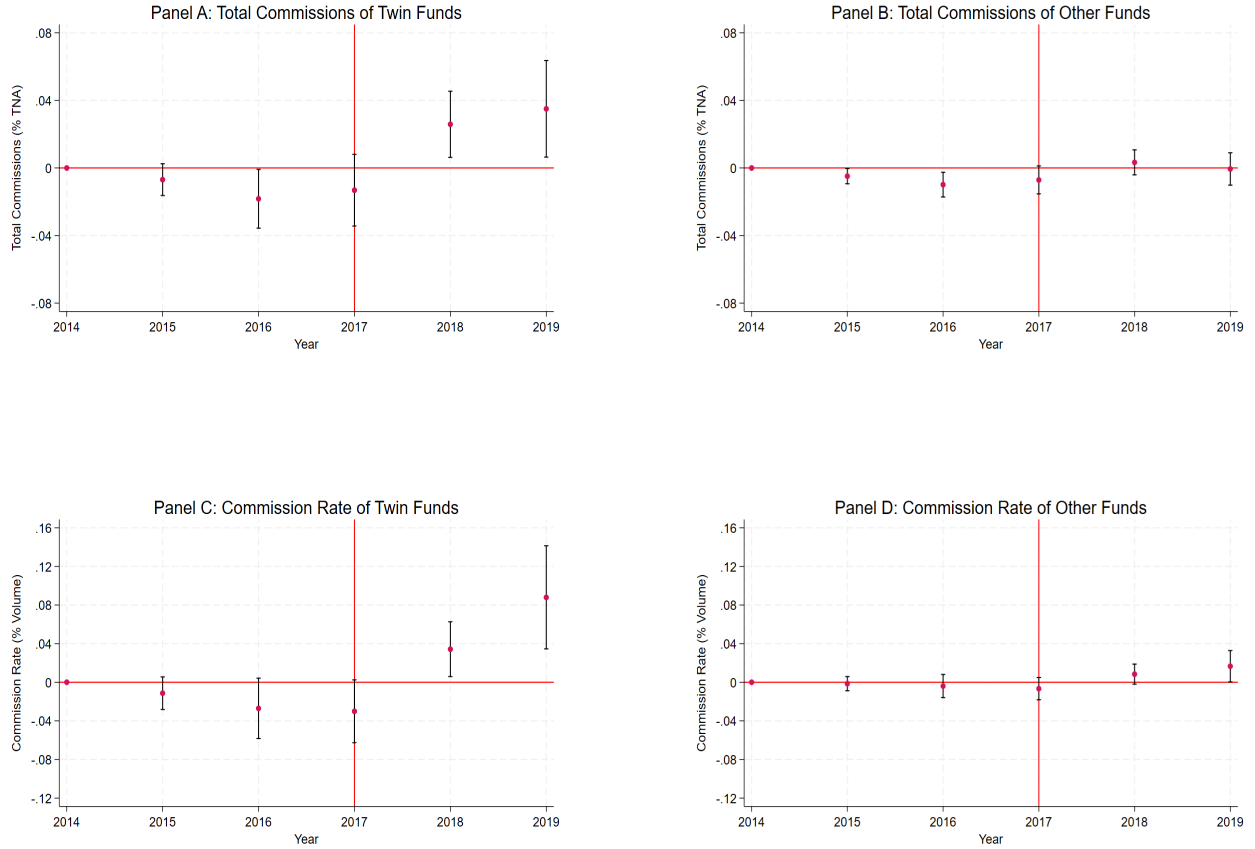 Panel A: Total Commissions of Twin Funds
Total Commissions (% TNA)
.08
.04
0
-.04
-.08
2014 2015 2016 2017 2018 2019
Year
Panel B: Total Commissions of Other Funds
Total Commissions (% TNA)
.08
.04
0
-.04
-.08
2014 2015 2016 2017 2018 2019
Year
Panel C: Commission Rate of Twin Funds
Commission Rate (% Volume)
.16
.12
.08
.04
0
-.04
-.08
-.12
2014 2015 2016 2017 2018 2019
Year
Panel D: Commission Rate of Other Funds
Commission Rate (% Volume)
.16
.12
.08
.04
0
-.04
-.08
-.12
2014 2015 2016 2017 2018 2019
Year